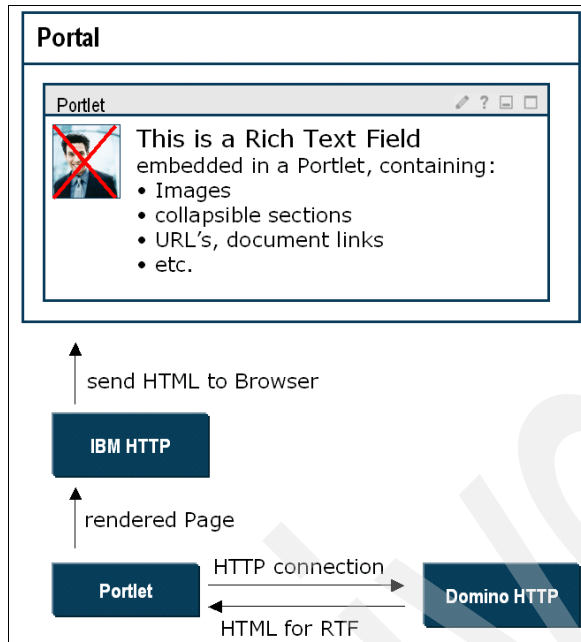 Portal
Portlet
?
This is a Rich Text Field
embedded in a Portlet, containing:
• Images
• collapsible sections
• URL's, document links
• etc.
send HTML to Browser
IBM HTTP
rendered Page
HTTP connection
Portlet
Domino HTTP
HTML for RTF